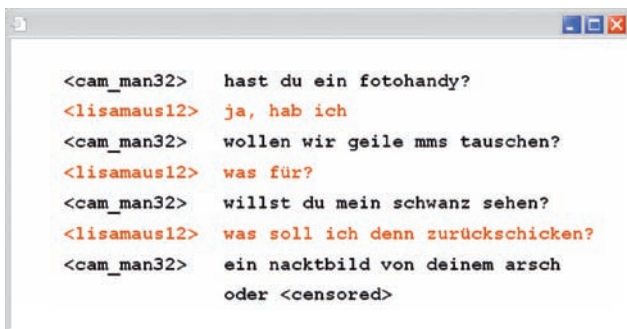 <cam_man32> hast du ein fotohandy?
<lisamaus12> ja, hab ich
<cam_man32> wollen wir geile mms tauschen?
<lisamaus12> was für?
<cam_man32> willst du mein schwanz sehen?
<lisamaus12> was soll ich denn zurückschicken?
<cam_man32> ein nacktbild von deinem arsch
oder <censored>